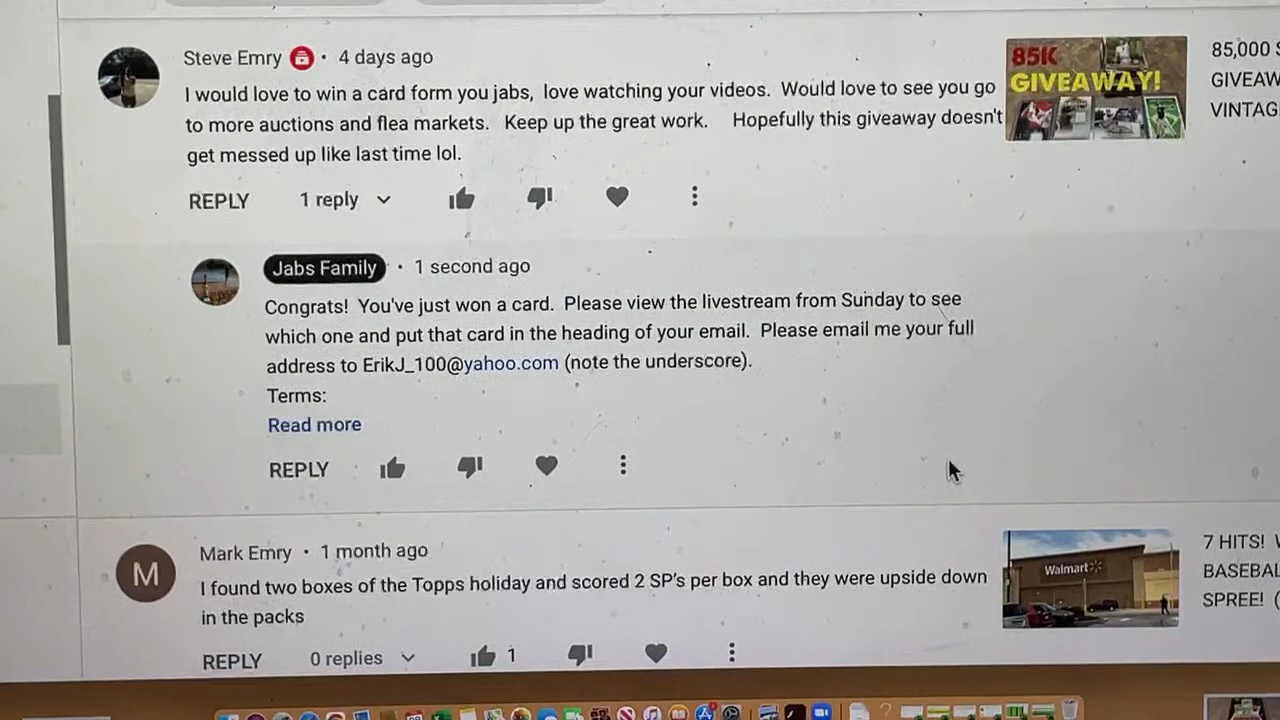 Steve Emry · 4 days ago
I would love to win a card form you jabs, love watching your videos. Would love to see you go
to more auctions and flea markets. Keep up the great work. Hopefully this giveaway doesn't
get messed up like last time lol.
REPLY 1 reply
85K
GIVEAWAY!
85,000 S
GIVEAW
VINTAG
Jabs Family · 1 second ago
Congrats! You've just won a card. Please view the livestream from Sunday to see
which one and put that card in the heading of your email. Please email me your full
address to ErikJ_100@yahoo.com (note the underscore).
Terms:
Read more
REPLY
M
Mark Emry · 1 month ago
I found two boxes of the Topps holiday and scored 2 SP's per box and they were upside down
in the packs
REPLY 0 replies 1
Walmart
7 HITS! W
BASEBAL
SPREE! (